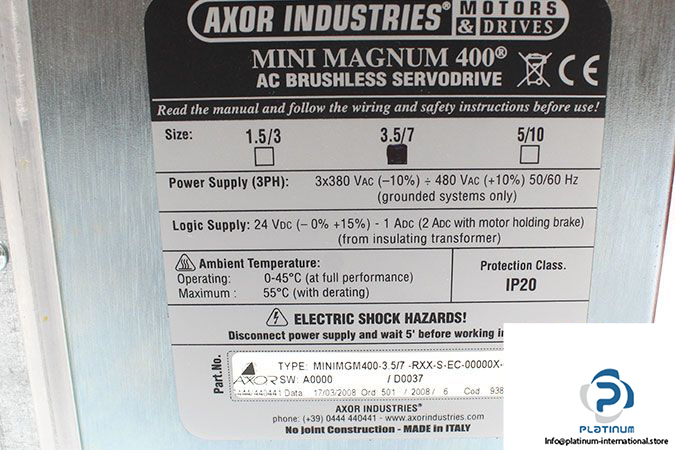 AXOR INDUSTRIES® MOTORS & DRIVES
MINI MAGNUM 400®
AC BRUSHLESS SERVODRIVE
CE
Read the manual and follow the wiring and safety instructions before use!
Size: 1.5/3 3.5/7 5/10
Power Supply (3PH): 3x380 VAC (–10%) ÷ 480 VAC (+10%) 50/60 Hz
(grounded systems only)
Logic Supply: 24 VDC (– 0% +15%) - 1 ADC (2 ADC with motor holding brake)
(from insulating transformer)
Ambient Temperature:
Operating: 0-45°C (at full performance)
Maximum : 55°C (with derating)
Protection Class.
IP20
ELECTRIC SHOCK HAZARDS!
Disconnect power supply and wait 5' before working in
Part.No.
TYPE: MINIMGM400-3.5/7 -RXX-S-EC-00000X-
AXOR SW: A0000 / D0037
0444/440441 Data 17/03/2008 Ord 501 / 2008/ 6 Cod 938
AXOR INDUSTRIES®
phone: (+39) 0444 440441 - www.axorindustries.com
No Joint Construction - MADE in ITALY
PLATINUM
Info@platinum-international.store